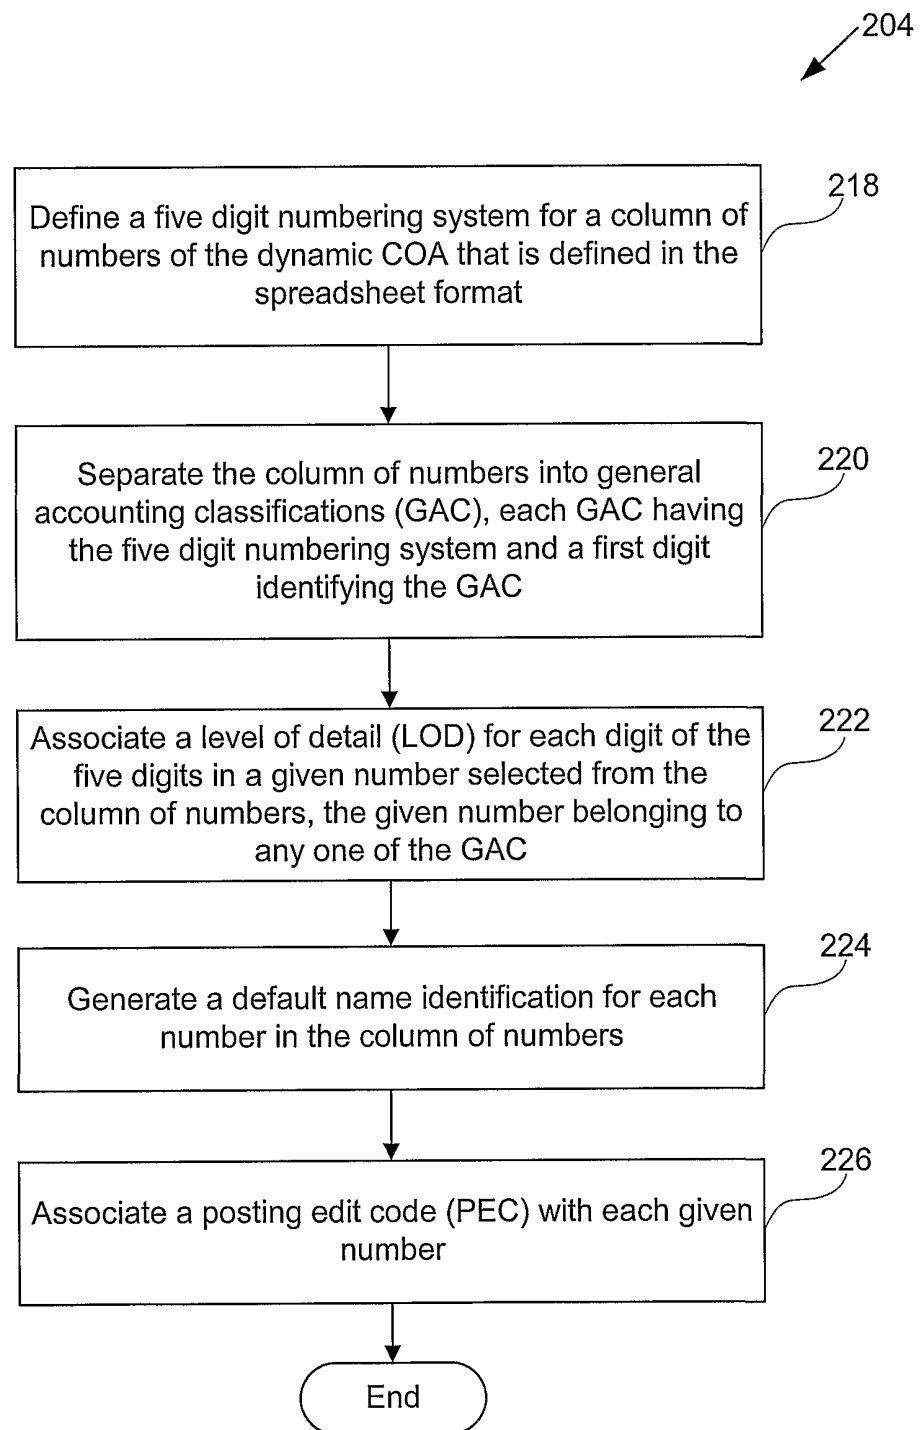 204
218
Define a five digit numbering system for a column of
numbers of the dynamic COA that is defined in the
spreadsheet format
220
Separate the column of numbers into general
accounting classifications (GAC), each GAC having
the five digit numbering system and a first digit
identifying the GAC
222
Associate a level of detail (LOD) for each digit of the
five digits in a given number selected from the
column of numbers, the given number belonging to
any one of the GAC
224
Generate a default name identification for each
number in the column of numbers
226
Associate a posting edit code (PEC) with each given
number
End